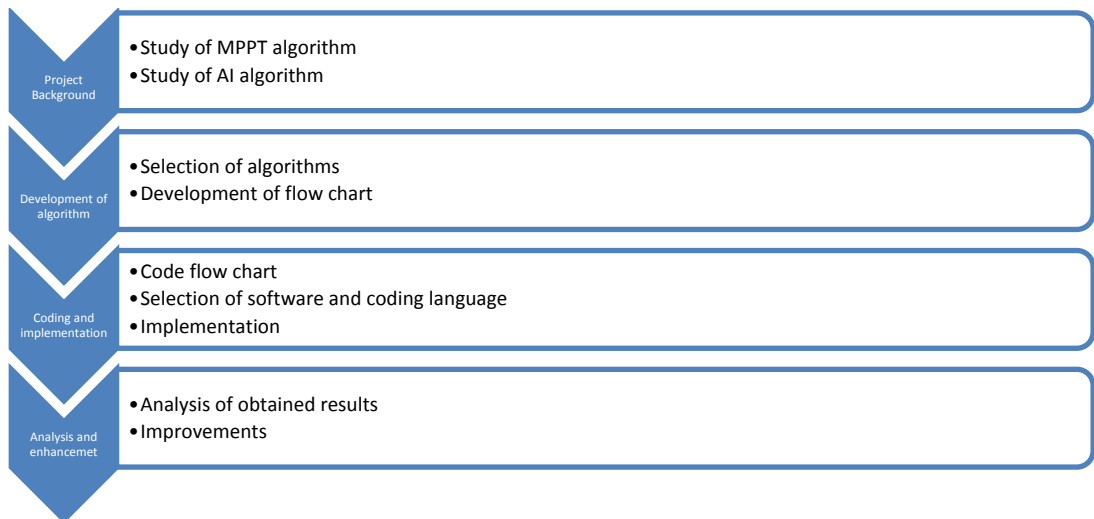 Project
Background
•Study of MPPT algorithm
•Study of AI algorithm
Development of
algorithm
•Selection of algorithms
•Development of flow chart
Coding and
implementation
•Code flow chart
•Selection of software and coding language
•Implementation
Analysis and
enhancemet
•Analysis of obtained results
•Improvements